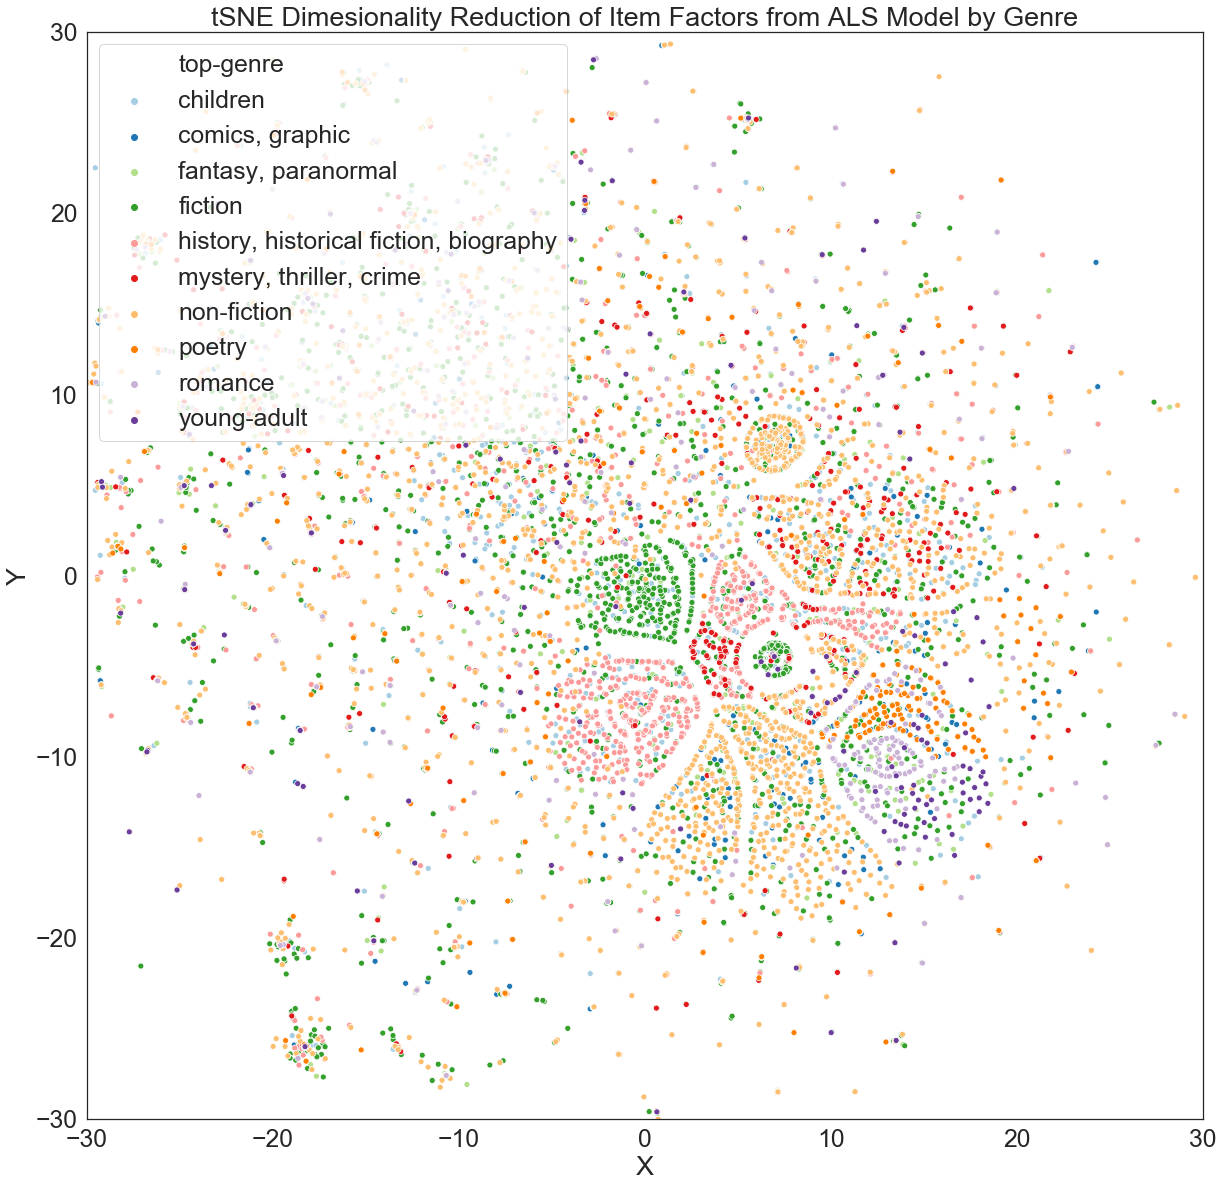 tSNE Dimesionality Reduction of Item Factors from ALS Model by Genre
30
20
10
0
−10
−20
−30
Y
top-genre
children
comics, graphic
fantasy, paranormal
fiction
history, historical fiction, biography
mystery, thriller, crime
non-fiction
poetry
romance
young-adult
−30 −20 −10 0 10 20 30
X